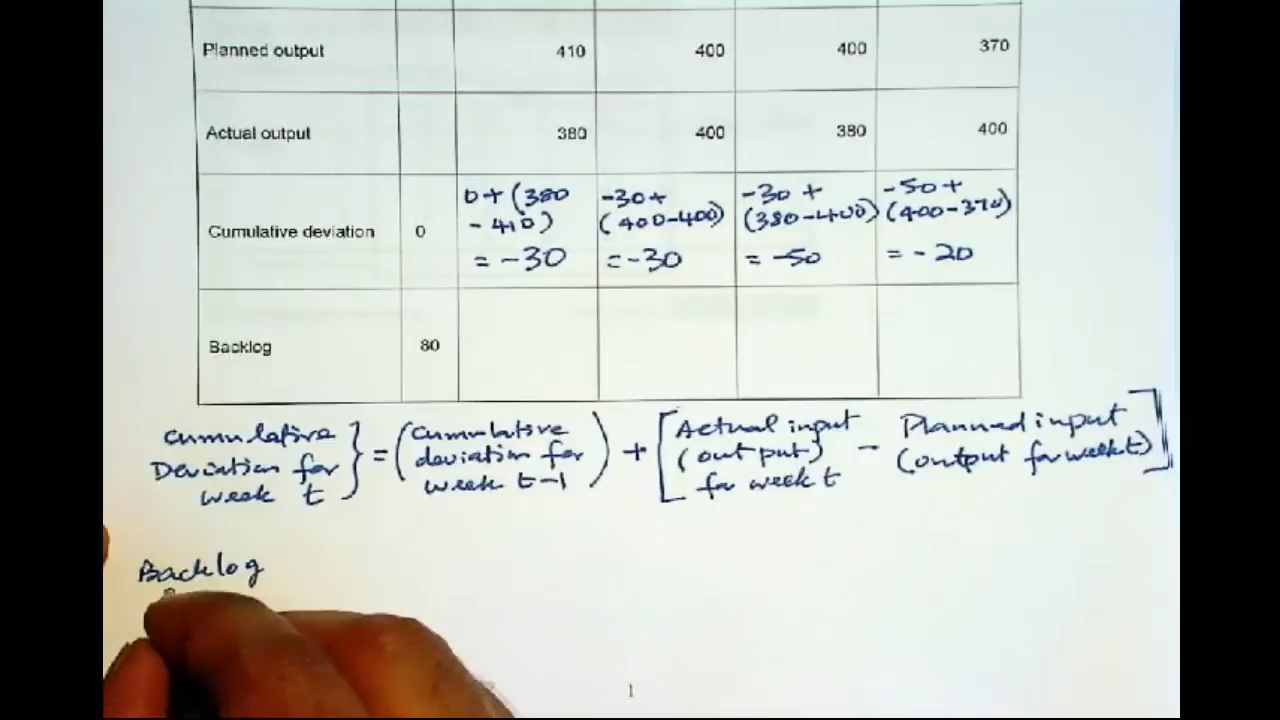 Planned output 410 400 400 370
Actual output 380 400 380 400
0+(380 -30+ -30+ -50+
Cumulative deviation 0 -410) (400-400) (380-400) (400-370)
= -30 = -30 = -50 = -20
Backlog 80
Cumulative Deviation for week t } = (Cumulative deviation for week t-1) + [Actual input (output) for week t - Planned input (output for week t)]
Backlog
1